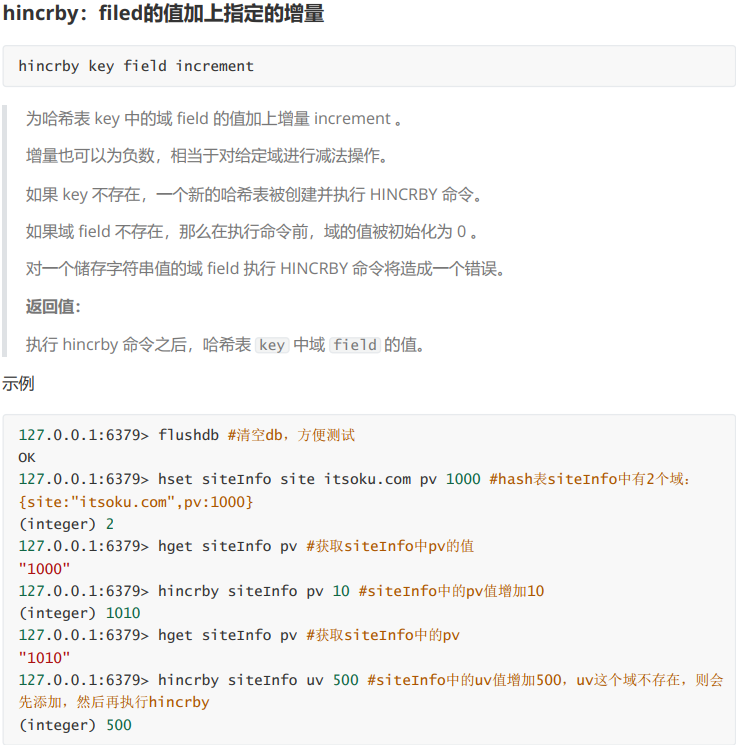 hincrby：filed的值加上指定的增量
hincrby key field increment
为哈希表 key 中的域 field 的值加上增量 increment 。
增量也可以为负数，相当于对给定域进行减法操作。
如果 key 不存在，一个新的哈希表被创建并执行 HINCRBY 命令。
如果域 field 不存在，那么在执行命令前，域的值被初始化为 0 。
对一个储存字符串值的域 field 执行 HINCRBY 命令将造成一个错误。
返回值：
执行 hincrby 命令之后，哈希表 key 中域 field 的值。
示例
127.0.0.1:6379> flushdb #清空db，方便测试
OK
127.0.0.1:6379> hset siteInfo site itsoku.com pv 1000 #hash表siteInfo中有2个域：
{site:"itsoku.com",pv:1000}
(integer) 2
127.0.0.1:6379> hget siteInfo pv #获取siteInfo中pv的值
"1000"
127.0.0.1:6379> hincrby siteInfo pv 10 #siteInfo中的pv值增加10
(integer) 1010
127.0.0.1:6379> hget siteInfo pv #获取siteInfo中的pv
"1010"
127.0.0.1:6379> hincrby siteInfo uv 500 #siteInfo中的uv值增加500，uv这个域不存在，则会
先添加，然后再执行hincrby
(integer) 500